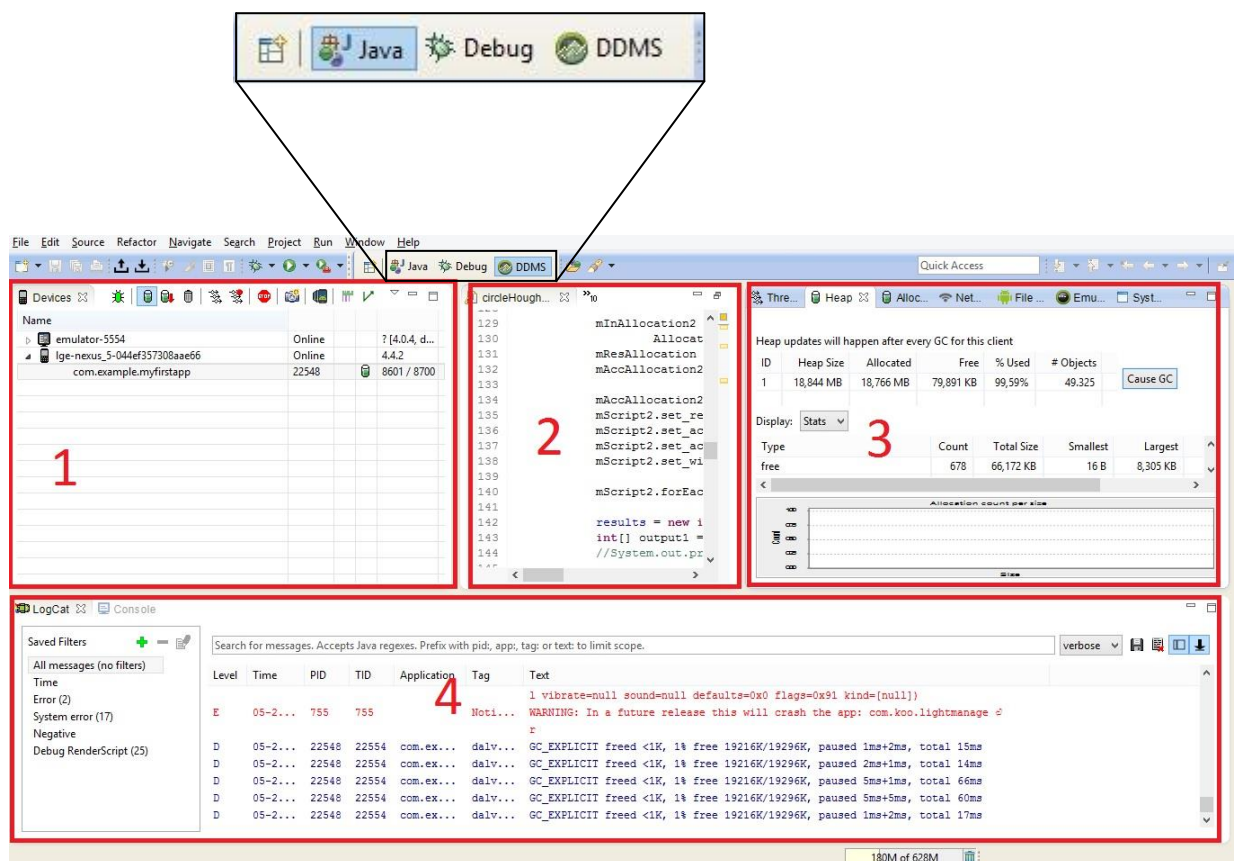 Java Debug DDMS
File Edit Source Refactor Navigate Search Project Run Window Help
Java Debug DDMS Quick Access
Devices
Name
emulator-5554 Online ? [4.0.4, d...
lge-nexus_5-044ef357308aae66 Online 4.4.2
com.example.myfirstapp 22548 8601 / 8700
1
circleHough... »10
129 mInAllocation2
130 Allocat
131 mResAllocation
132 mAccAllocation2
133
134 mAccAllocation2
135 mScript2.set_re
136 mScript2.set_ac
137 mScript2.set_ac
138 mScript2.set_wi
139
140 mScript2.forEac
141
142 results = new i
143 int[] output1 =
144 //System.out.pr
2
Thre... Heap Alloc... Net... File ... Emu... Syst...
Heap updates will happen after every GC for this client
ID Heap Size Allocated Free % Used # Objects
1 18,844 MB 18,766 MB 79,891 KB 99,59% 49.325 Cause GC
Display: Stats
3
Type Count Total Size Smallest Largest
free 678 66,172 KB 16 B 8,305 KB
Allocation count per size
Count
Size
LogCat Console
Saved Filters
All messages (no filters)
Time
Error (2)
System error (17)
Negative
Debug RenderScript (25)
Search for messages. Accepts Java regexes. Prefix with pid:, app:, tag: or text: to limit scope. verbose
Level Time PID TID Application Tag Text
4
l vibrate=null sound=null defaults=0x0 flags=0x91 kind=[null])
E 05-2... 755 755 Noti... WARNING: In a future release this will crash the app: com.koo.lightmanage
r
D 05-2... 22548 22554 com.ex... dalv... GC_EXPLICIT freed <1K, 1% free 19216K/19296K, paused 1ms+2ms, total 15ms
D 05-2... 22548 22554 com.ex... dalv... GC_EXPLICIT freed <1K, 1% free 19216K/19296K, paused 2ms+1ms, total 14ms
D 05-2... 22548 22554 com.ex... dalv... GC_EXPLICIT freed <1K, 1% free 19216K/19296K, paused 5ms+1ms, total 66ms
D 05-2... 22548 22554 com.ex... dalv... GC_EXPLICIT freed <1K, 1% free 19216K/19296K, paused 5ms+5ms, total 60ms
D 05-2... 22548 22554 com.ex... dalv... GC_EXPLICIT freed <1K, 1% free 19216K/19296K, paused 1ms+2ms, total 17ms
180M of 628M